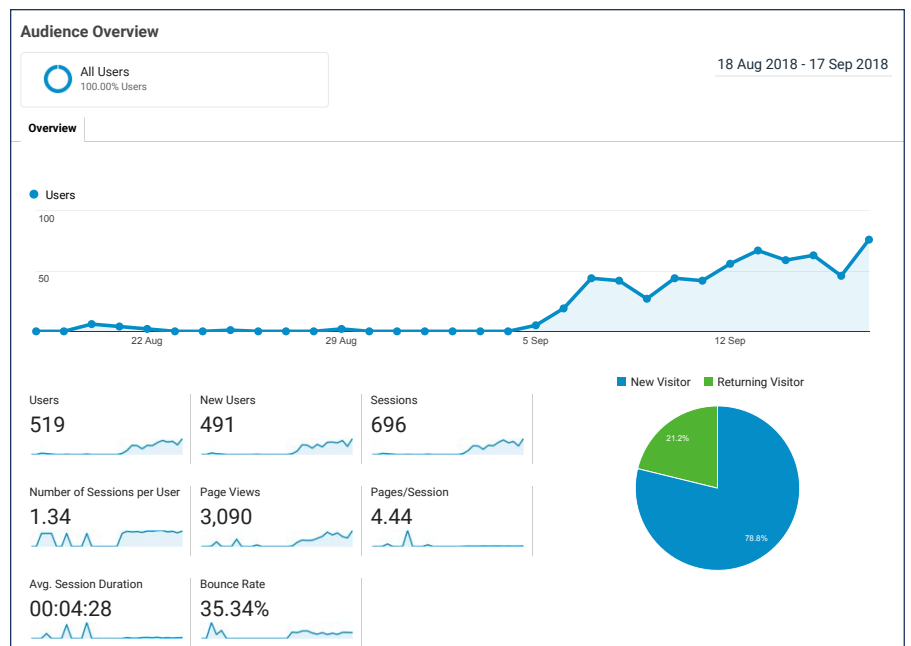 Audience Overview
All Users
100.00% Users
18 Aug 2018 - 17 Sep 2018
Overview
Users
100
50
22 Aug
29 Aug
5 Sep
12 Sep
New Visitor
Returning Visitor
21.2%
78.8%
Users
519
New Users
491
Sessions
696
Number of Sessions per User
1.34
Page Views
3,090
Pages/Session
4.44
Avg. Session Duration
00:04:28
Bounce Rate
35.34%